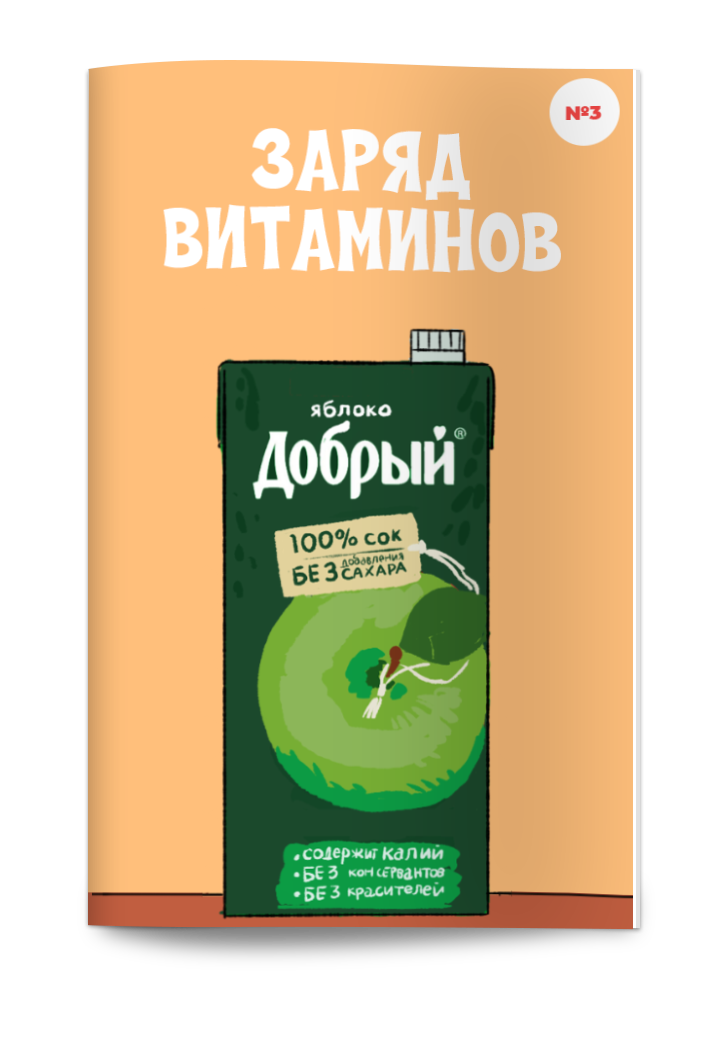 №3
ЗАРЯД
ВИТАМИНОВ
яблоко
Добрый®
100% сок
БЕЗ добавления САХАРА
• содержит калий
• БЕЗ консервантов
• БЕЗ красителей